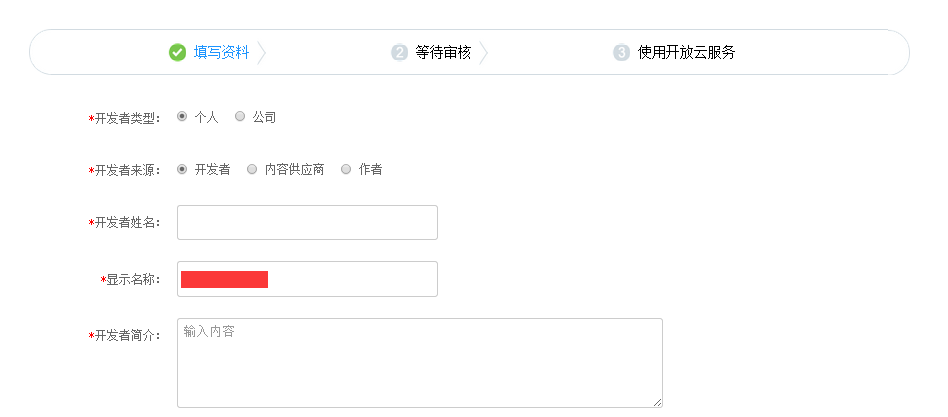 填写资料 2 等待审核 3 使用开放云服务
*开发者类型: 个人 公司
*开发者来源: 开发者 内容供应商 作者
*开发者姓名:
*显示名称:
*开发者简介: 输入内容